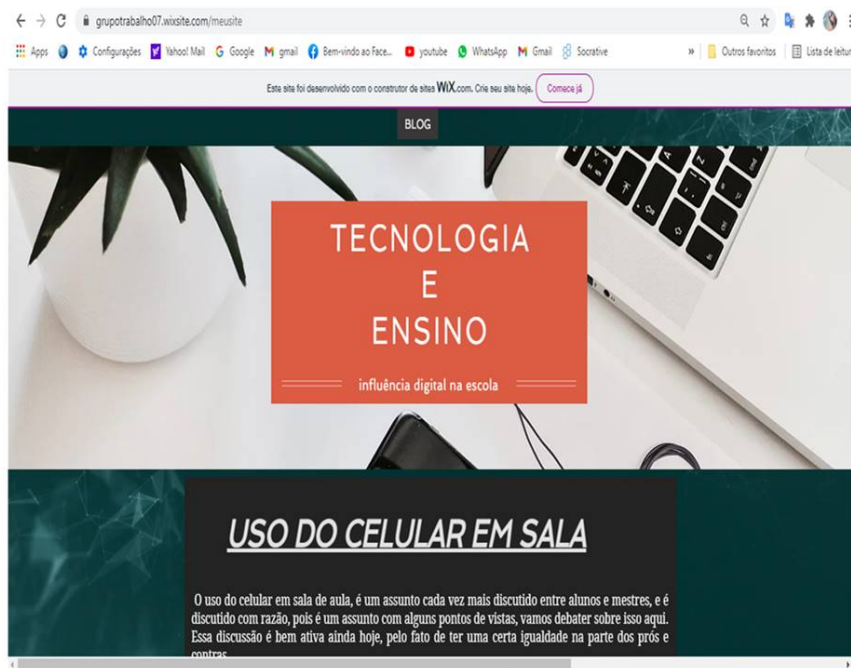 grupotrabalho07.wixsite.com/meusite
Apps Configurações Yahoo! Mail Google gmail Bem-vindo ao Face... youtube WhatsApp Gmail Socrative » Outros favoritos Lista de leitur
Este site foi desenvolvido com o construtor de sites WiX.com. Crie seu site hoje. Comece já
BLOG
TECNOLOGIA
E
ENSINO
influência digital na escola
USO DO CELULAR EM SALA
O uso do celular em sala de aula, é um assunto cada vez mais discutido entre alunos e mestres, e é
discutido com razão, pois é um assunto com alguns pontos de vistas, vamos debater sobre isso aqui.
Essa discussão é bem ativa ainda hoje, pelo fato de ter uma certa igualdade na parte dos prós e
contras